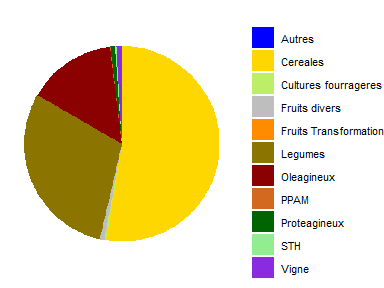 Autres
Cereales
Cultures fourrageres
Fruits divers
Fruits Transformation
Legumes
Oleagineux
PPAM
Proteagineux
STH
Vigne